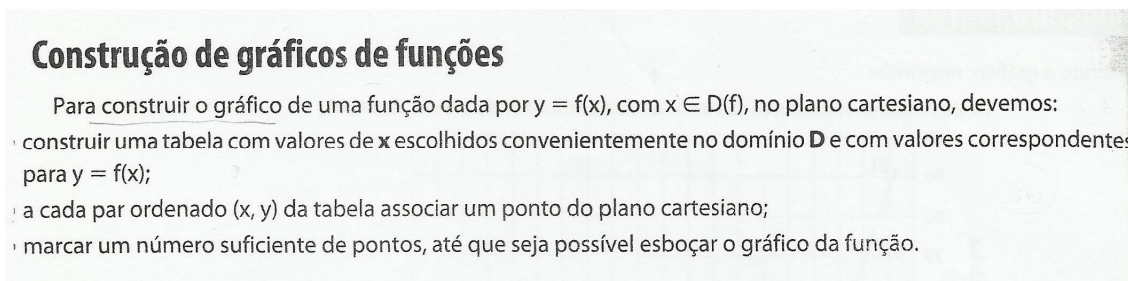 Construção de gráficos de funções
Para construir o gráfico de uma função dada por y = f(x), com x ∈ D(f), no plano cartesiano, devemos:
construir uma tabela com valores de x escolhidos convenientemente no domínio D e com valores correspondentes
para y = f(x);
a cada par ordenado (x, y) da tabela associar um ponto do plano cartesiano;
marcar um número suficiente de pontos, até que seja possível esboçar o gráfico da função.